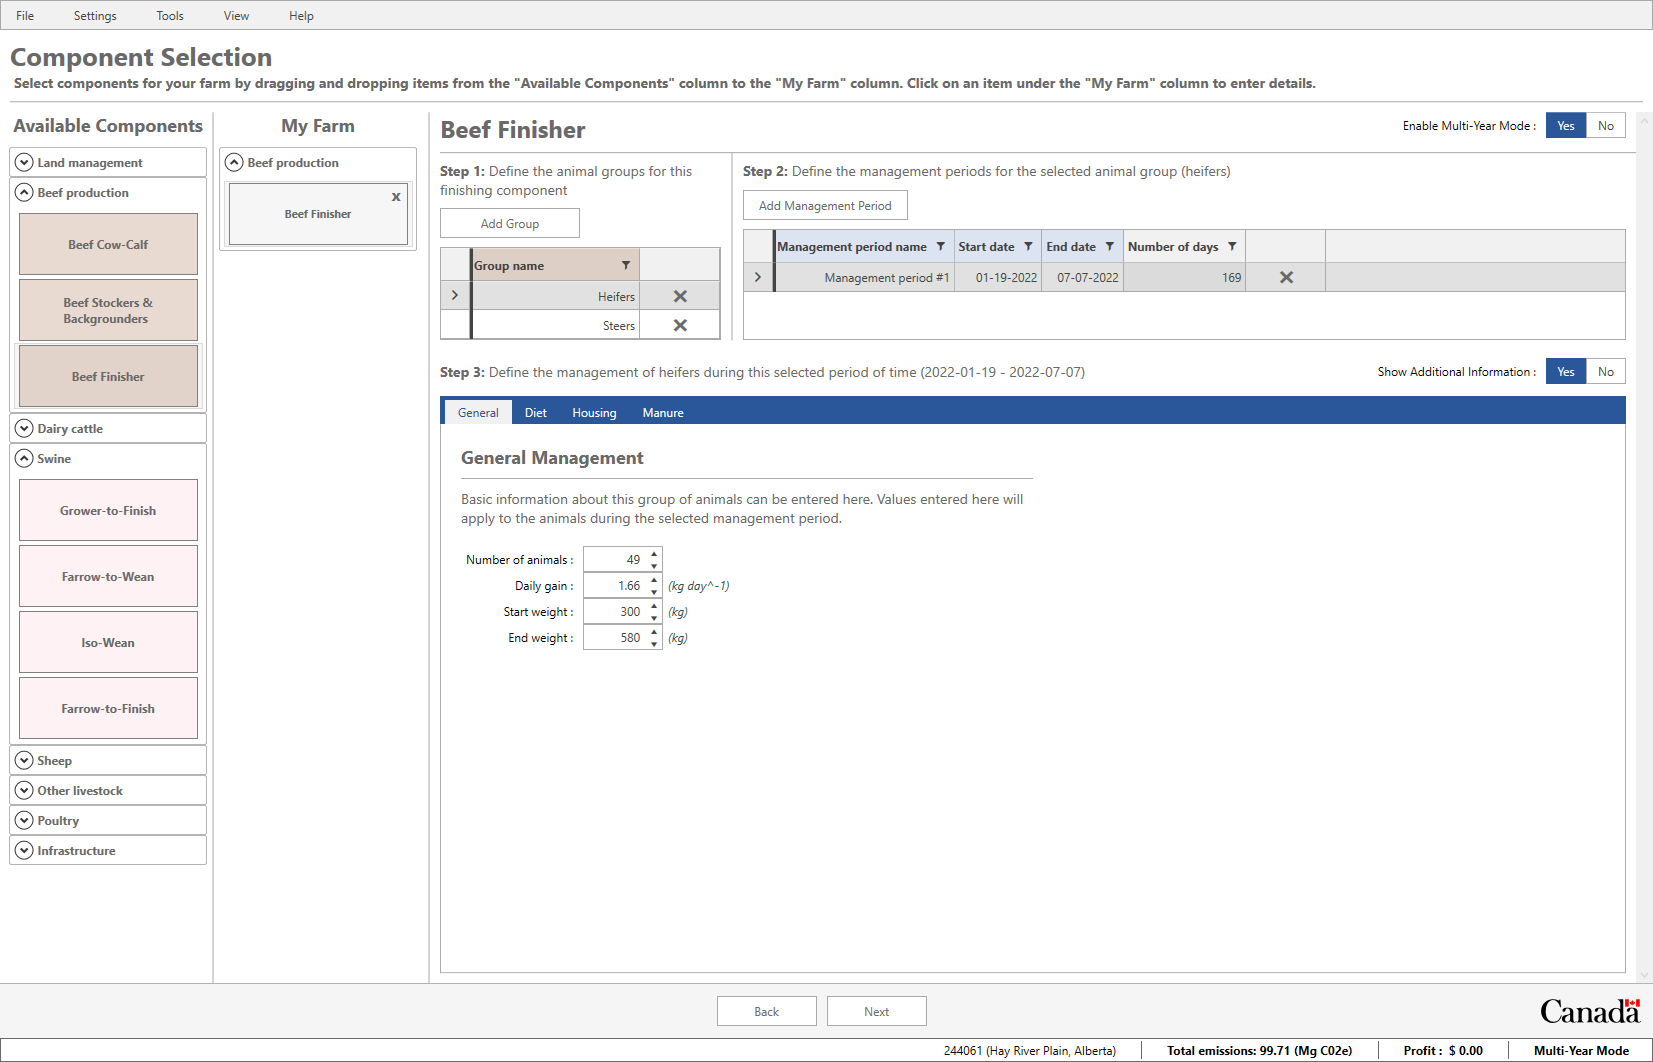 File Settings Tools View Help
Component Selection
Select components for your farm by dragging and dropping items from the "Available Components" column to the "My Farm" column. Click on an item under the "My Farm" column to enter details.
Available Components
Land management
Beef production
Beef Cow-Calf
Beef Stockers &
Backgrounders
Beef Finisher
Dairy cattle
Swine
Grower-to-Finish
Farrow-to-Wean
Iso-Wean
Farrow-to-Finish
Sheep
Other livestock
Poultry
Infrastructure
My Farm
Beef production
x
Beef Finisher
Beef Finisher
Enable Multi-Year Mode : Yes No
Step 1: Define the animal groups for this
finishing component
Add Group
Group name
Heifers
Steers
Step 2: Define the management periods for the selected animal group (heifers)
Add Management Period
Management period name Start date End date Number of days
Management period #1 01-19-2022 07-07-2022 169
Step 3: Define the management of heifers during this selected period of time (2022-01-19 - 2022-07-07)
Show Additional Information : Yes No
General Diet Housing Manure
General Management
Basic information about this group of animals can be entered here. Values entered here will
apply to the animals during the selected management period.
Number of animals : 49
Daily gain : 1.66 (kg day^-1)
Start weight : 300 (kg)
End weight : 580 (kg)
Back Next
Canada
244061 (Hay River Plain, Alberta) Total emissions: 99.71 (Mg C02e) Profit : $ 0.00 Multi-Year Mode